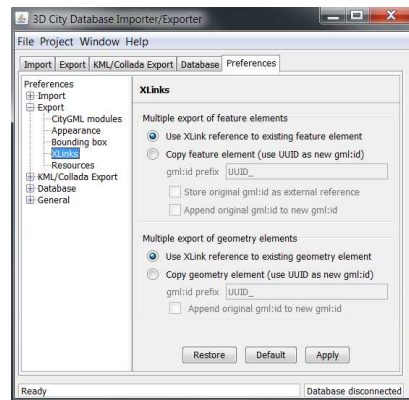 3D City Database Importer/Exporter
File Project Window Help
Import Export KML/Collada Export Database Preferences
Preferences
Import
Export
CityGML modules
Appearance
Bounding box
XLinks
Resources
KML/Collada Export
Database
General
XLinks
Multiple export of feature elements
Use XLink reference to existing feature element
Copy feature element (use UUID as new gml:id)
gml:id prefix UUID_
Store original gml:id as external reference
Append original gml:id to new gml:id
Multiple export of geometry elements
Use XLink reference to existing geometry element
Copy geometry element (use UUID as new gml:id)
gml:id prefix UUID_
Append original gml:id to new gml:id
Restore Default Apply
Ready Database disconnected